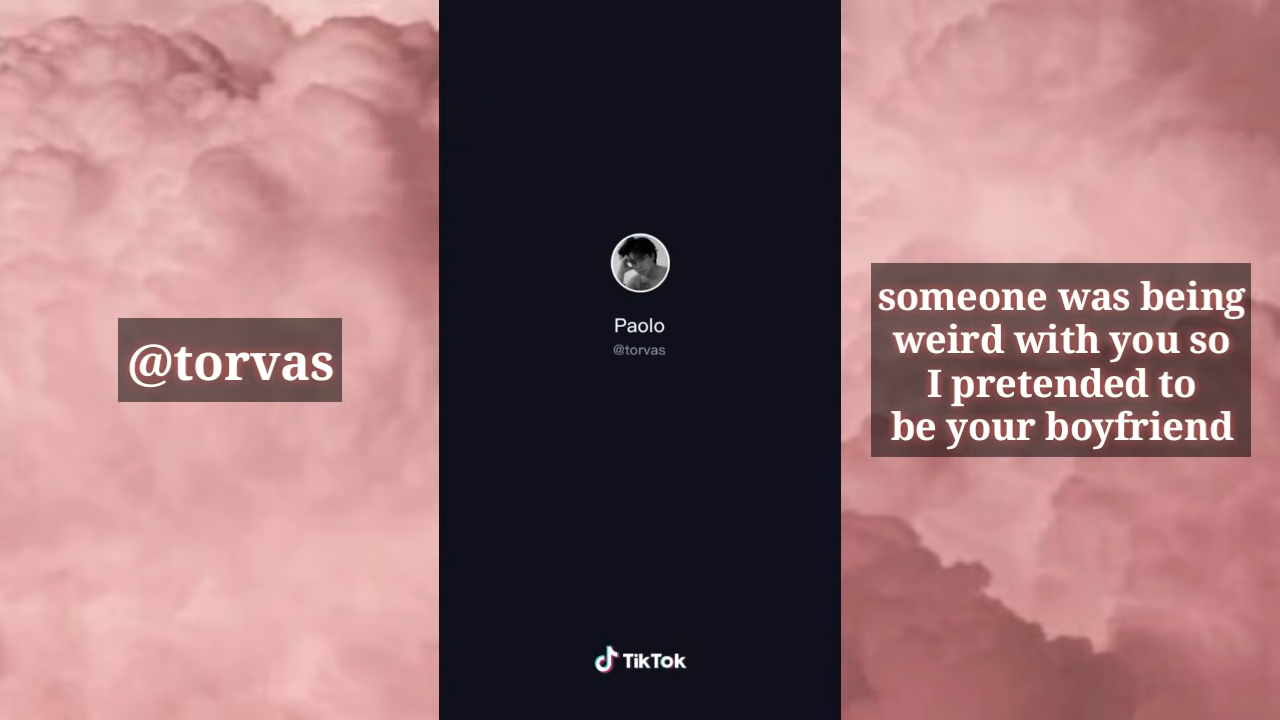 @torvas
Paolo
@torvas
TikTok
someone was being
weird with you so
I pretended to
be your boyfriend